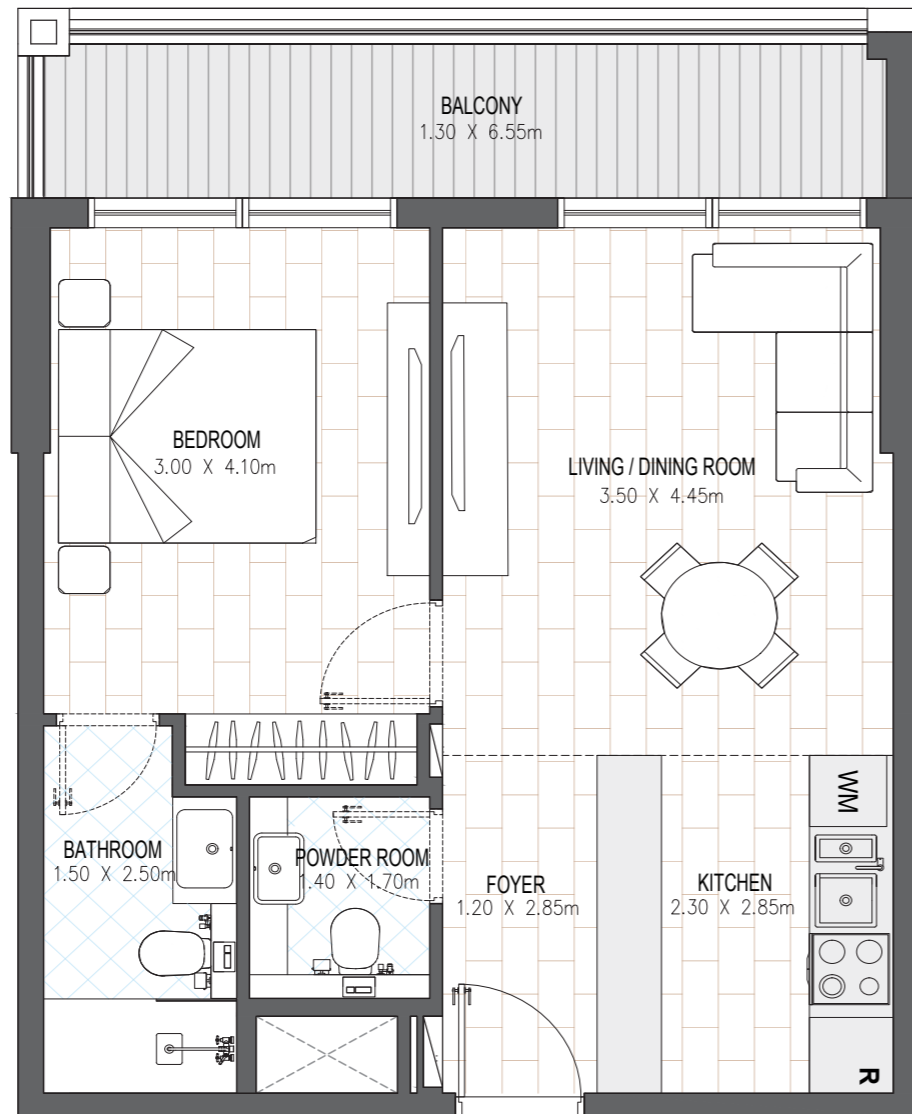 BALCONY
1.30 X 6.55m
BEDROOM
3.00 X 4.10m
LIVING / DINING ROOM
3.50 X 4.45m
WM
BATHROOM
1.50 X 2.50m
POWDER ROOM
1.40 X 1.70m
FOYER
1.20 X 2.85m
KITCHEN
2.30 X 2.85m
R